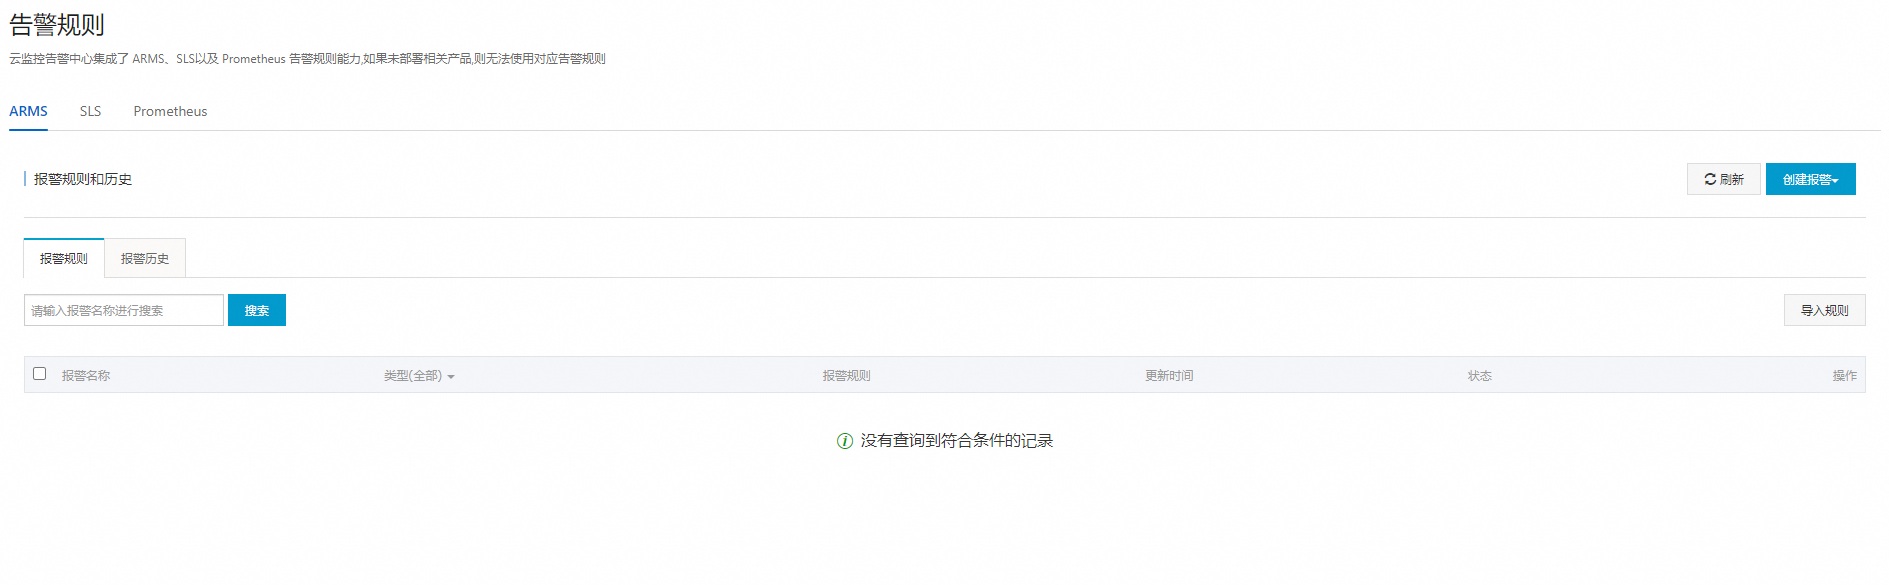 告警规则
云监控告警中心集成了 ARMS、SLS以及 Prometheus 告警规则能力,如果未部署相关产品,则无法使用对应告警规则
ARMS SLS Prometheus
报警规则和历史 刷新 创建报警
报警规则 报警历史
请输入报警名称进行搜索 搜索 导入规则
报警名称 类型(全部) 报警规则 更新时间 状态 操作
没有查询到符合条件的记录